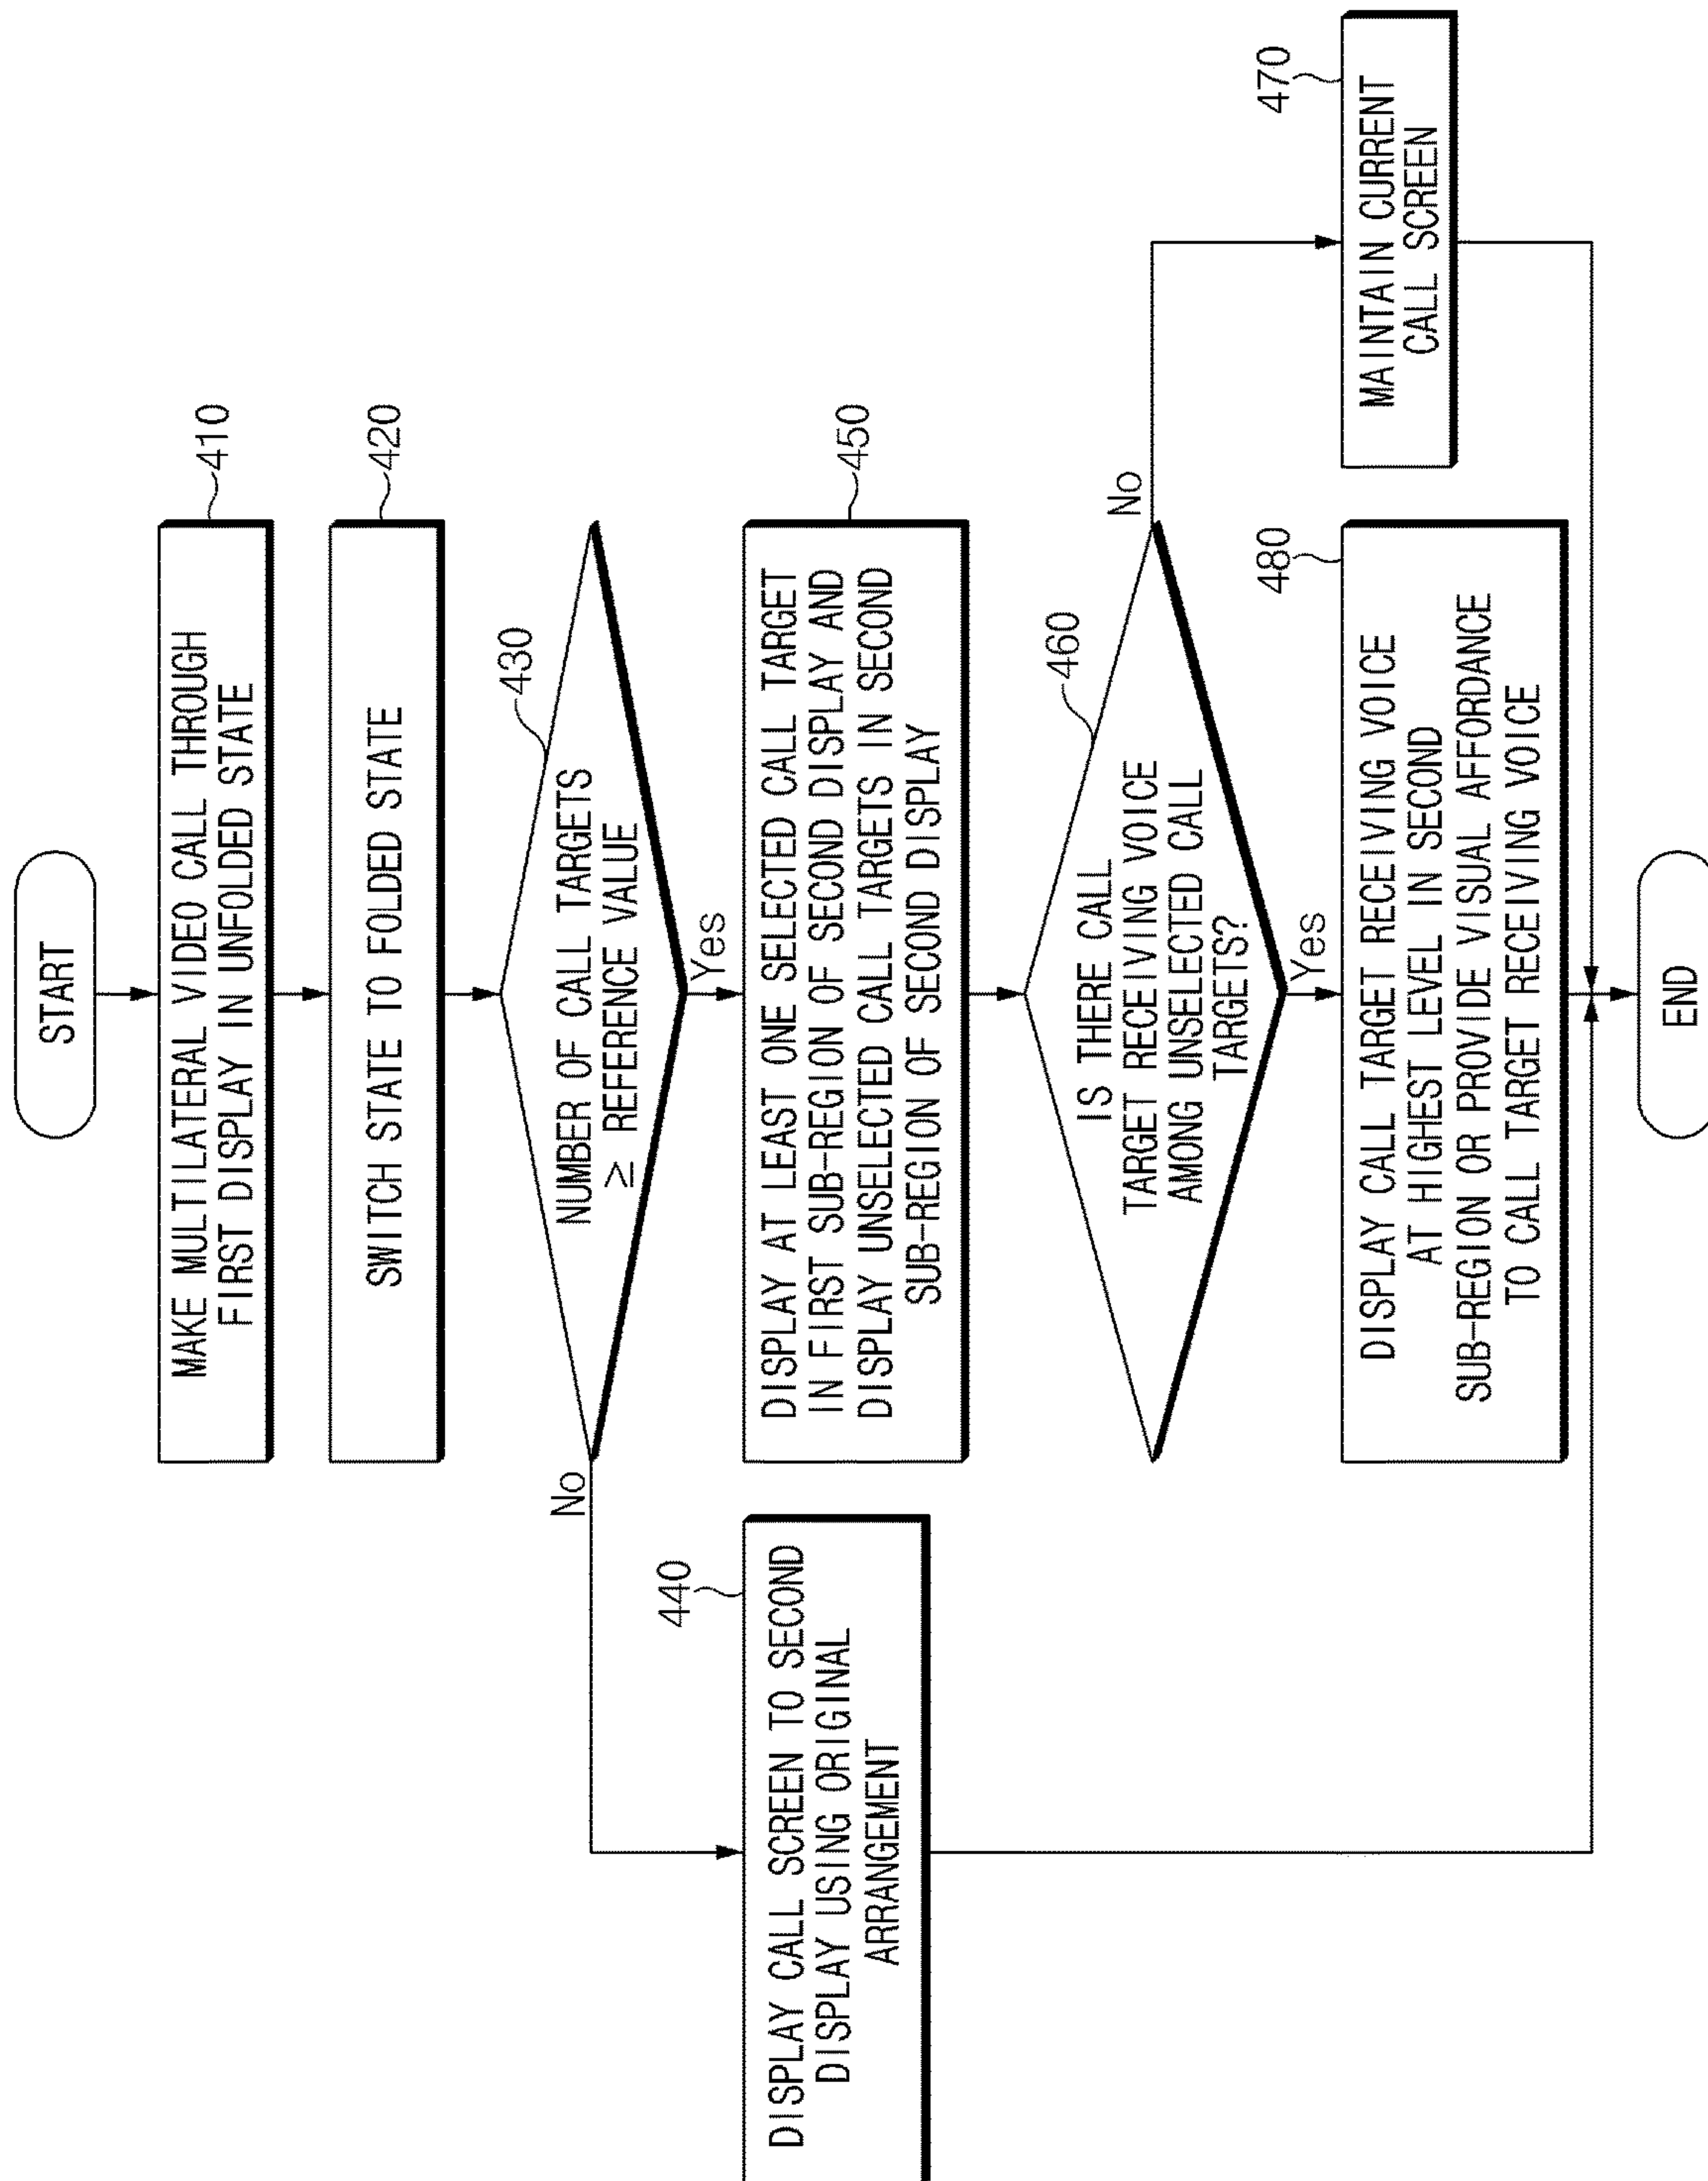 START
410
MAKE MULTILATERAL VIDEO CALL THROUGH
FIRST DISPLAY IN UNFOLDED STATE
420
SWITCH STATE TO FOLDED STATE
430
NUMBER OF CALL TARGETS
≥ REFERENCE VALUE
No
Yes
440
DISPLAY CALL SCREEN TO SECOND
DISPLAY USING ORIGINAL
ARRANGEMENT
450
DISPLAY AT LEAST ONE SELECTED CALL TARGET
IN FIRST SUB-REGION OF SECOND DISPLAY AND
DISPLAY UNSELECTED CALL TARGETS IN SECOND
SUB-REGION OF SECOND DISPLAY
460
IS THERE CALL
TARGET RECEIVING VOICE
AMONG UNSELECTED CALL
TARGETS?
No
Yes
470
MAINTAIN CURRENT
CALL SCREEN
480
DISPLAY CALL TARGET RECEIVING VOICE
AT HIGHEST LEVEL IN SECOND
SUB-REGION OR PROVIDE VISUAL AFFORDANCE
TO CALL TARGET RECEIVING VOICE
END